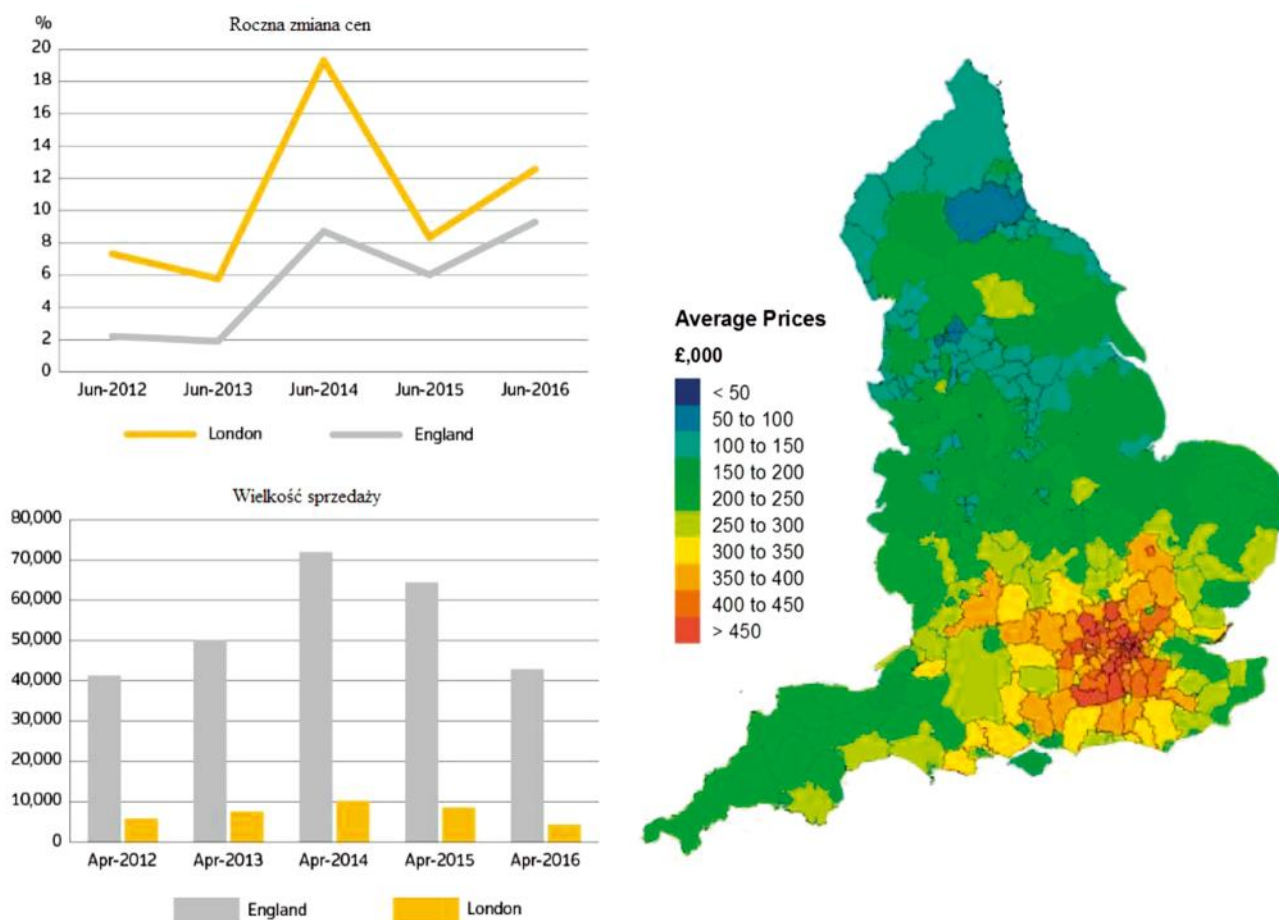 %
Roczna zmiana cen
20
18
16
14
12
10
8
6
4
2
0
Jun-2012 Jun-2013 Jun-2014 Jun-2015 Jun-2016
London England
Wielkość sprzedaży
80,000
70,000
60,000
50,000
40,000
30,000
20,000
10,000
0
Apr-2012 Apr-2013 Apr-2014 Apr-2015 Apr-2016
England London
Average Prices
£,000
< 50
50 to 100
100 to 150
150 to 200
200 to 250
250 to 300
300 to 350
350 to 400
400 to 450
> 450